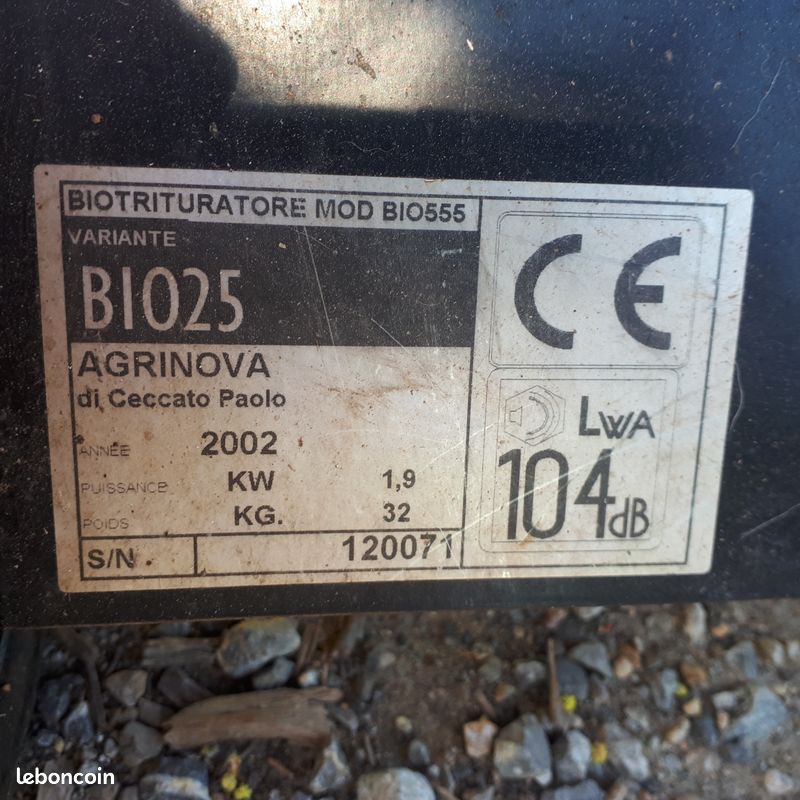 BIOTRITURATORE MOD BIO555
VARIANTE
BIO25
AGRINOVA
di Ceccato Paolo
ANNÉE 2002
PUISSANCE KW 1,9
POIDS KG. 32
S/N 120071
CE
LWA
104dB
leboncoin